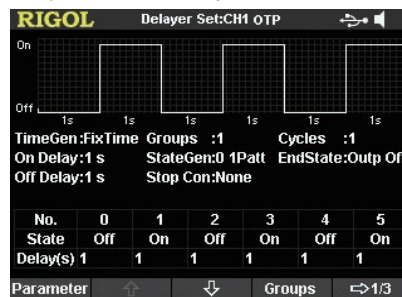 RIGOL Delayer Set:CH1 OTP
On
Off
1s 1s 1s 1s 1s
TimeGen:FixTime Groups :1 Cycles :1
On Delay:1 s StateGen:0 1Patt EndState:Outp Of
Off Delay:1 s Stop Con:None
No. 0 1 2 3 4 5
State Off On Off On Off On
Delay(s) 1 1 1 1 1 1
Parameter Groups 1/3